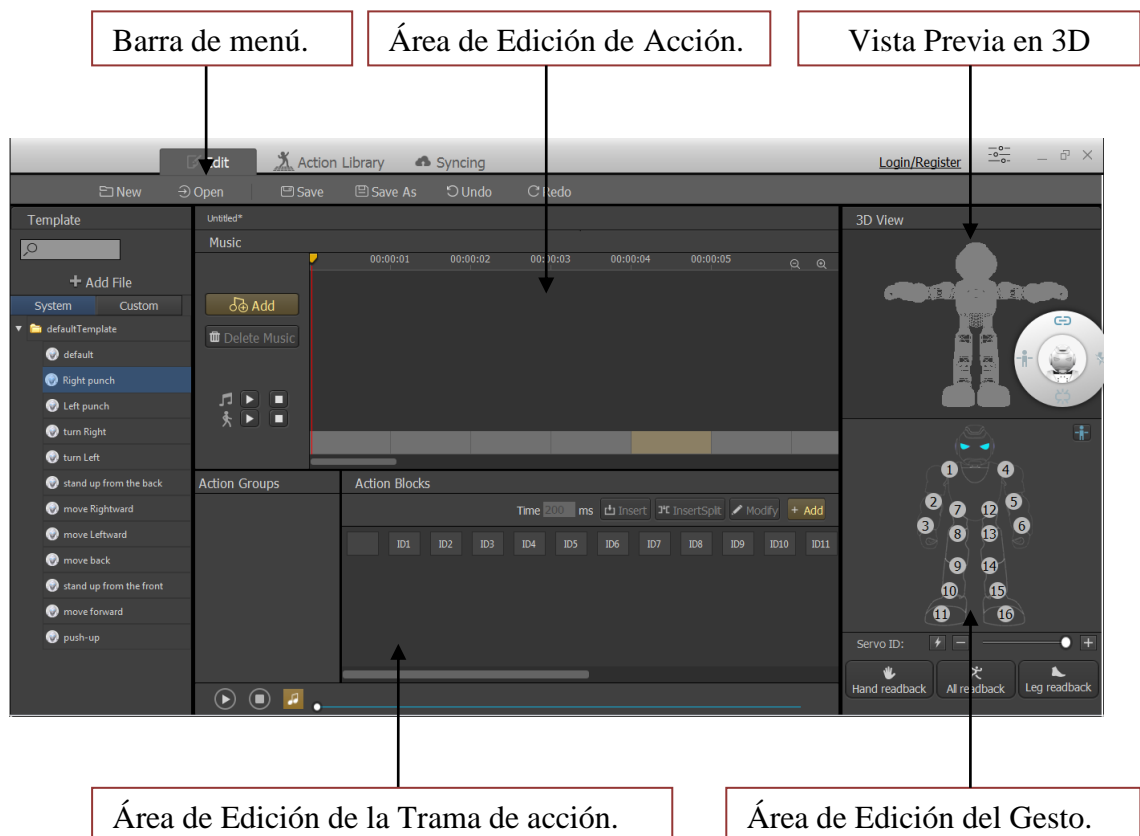 Barra de menú.
Área de Edición de Acción.
Vista Previa en 3D
Edit
Action Library
Syncing
Login/Register
New
Open
Save
Save As
Undo
Redo
Template
Add File
System
Custom
defaultTemplate
default
Right punch
Left punch
turn Right
turn Left
stand up from the back
move Rightward
move Leftward
move back
stand up from the front
move forward
push-up
Untitled*
Music
00:00:01 00:00:02 00:00:03 00:00:04 00:00:05
Add
Delete Music
Action Groups
Action Blocks
Time 200 ms Insert InsertSplit Modify + Add
ID1 ID2 ID3 ID4 ID5 ID6 ID7 ID8 ID9 ID10 ID11
3D View
1 4
2 5
7 12
3 6
8 13
9 14
10 15
11 16
Servo ID:
Hand readback
All readback
Leg readback
Área de Edición de la Trama de acción.
Área de Edición del Gesto.